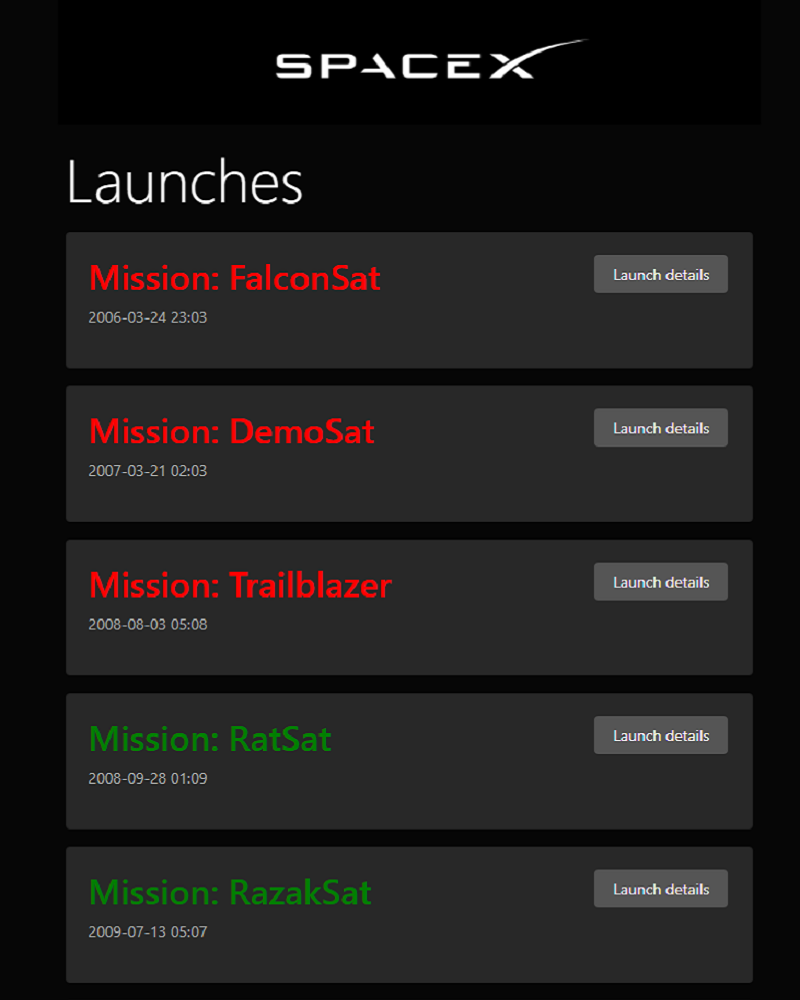 SPACEX
Launches
Mission: FalconSat
Launch details
2006-03-24 23:03
Mission: DemoSat
Launch details
2007-03-21 02:03
Mission: Trailblazer
Launch details
2008-08-03 05:08
Mission: RatSat
Launch details
2008-09-28 01:09
Mission: RazakSat
Launch details
2009-07-13 05:07